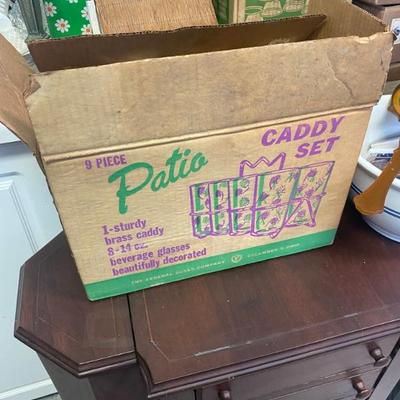 9 PIECE
Patio
CADDY
SET
1-sturdy
brass caddy
8-14 oz.
beverage glasses
beautifully decorated
THE FEDERAL GLASS COMPANY
COLUMBUS, OHIO